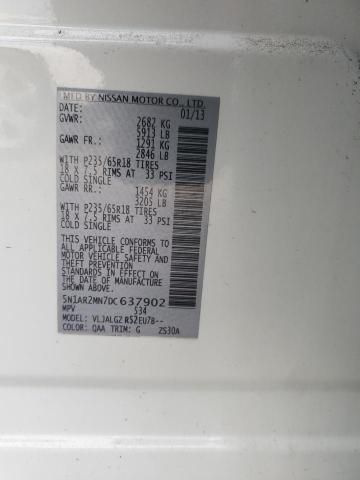 MFD BY NISSAN MOTOR CO., LTD.
DATE: 01/13
GVWR: 2682 KG
5913 LB
GAWR FR.: 1291 KG
2846 LB
WITH P235/65R18 TIRES
18 X 7.5 RIMS AT 33 PSI
COLD SINGLE
GAWR RR.: 1454 KG
3205 LB
WITH P235/65R18 TIRES
18 X 7.5 RIMS AT 33 PSI
COLD SINGLE
THIS VEHICLE CONFORMS TO ALL
APPLICABLE FEDERAL MOTOR
VEHICLE SAFETY AND THEFT
PREVENTION STANDARDS IN
EFFECT ON THE DATE OF
MANUFACTURE SHOWN ABOVE.
5N1AR2MN7DC 637902
MPV 534
MODEL: VLJALGZ R52EU7B--
COLOR: QAA TRIM: G ZS30A